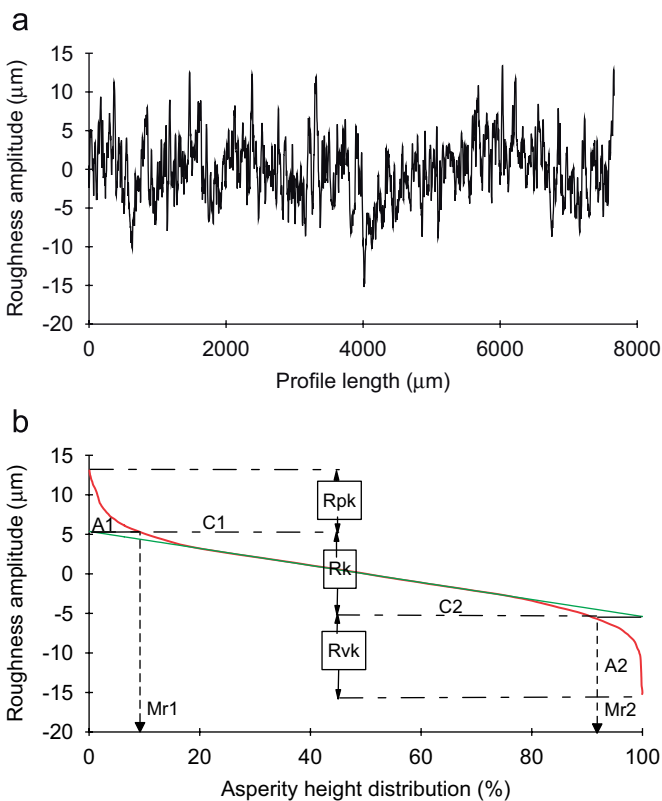 a
15
10
5
0
-5
-10
-15
-20
Roughness amplitude (μm)
0 2000 4000 6000 8000
Profile length (μm)
b
15
10
5
0
-5
-10
-15
-20
Roughness amplitude (μm)
A1
C1
Rpk
Rk
C2
Rvk
A2
Mr1
Mr2
0 20 40 60 80 100
Asperity height distribution (%)